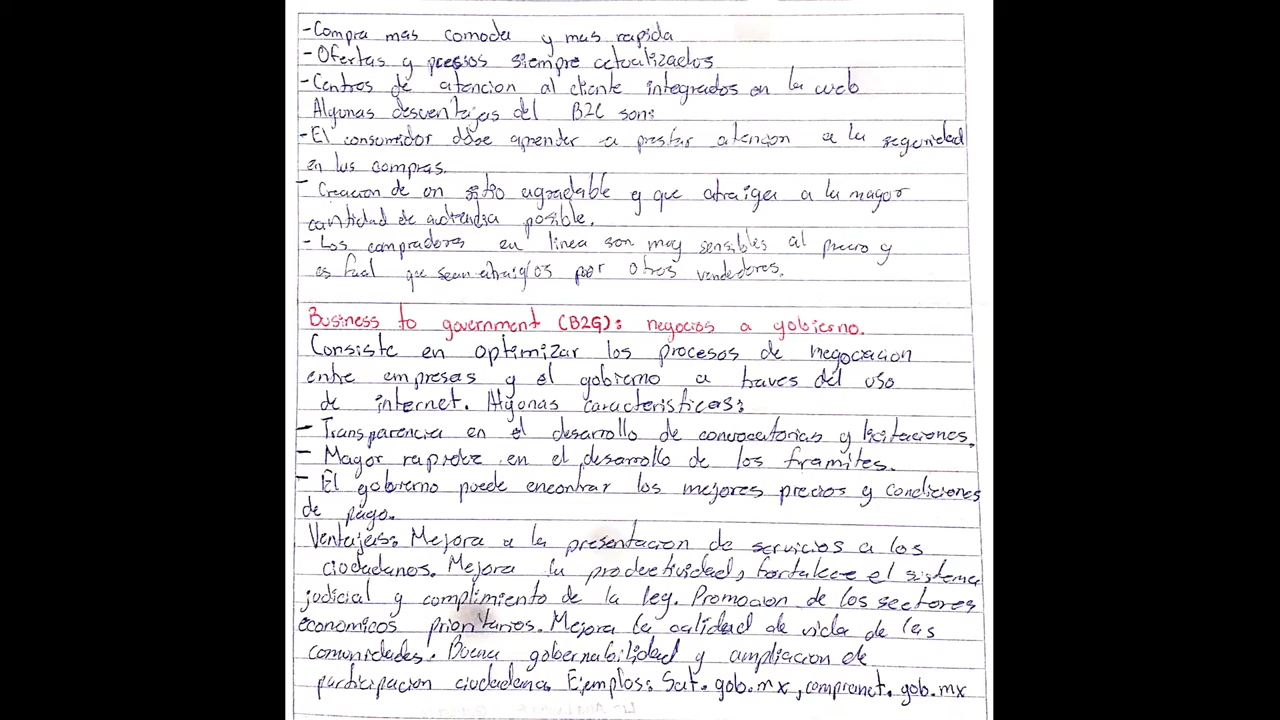 - Compra mas comoda y mas rapida
- Ofertas y presios siempre actualizados
- Centros de atencion al cliente integrados en la web
Algunas desventajas del B2C son:
- El consumidor debe aprender a prestar atencion a la seguridad
en las compras.
- Creacion de un sitio agradable y que atraiga a la mayor
cantidad de audiencia posible.
- Los compradores en linea son muy sensibles al precio y
es facil que sean atraidos por otros vendedores.
Business to government (B2G): negocios a gobierno.
Consiste en optimizar los procesos de negociacion
entre empresas y el gobierno a traves del uso
de internet. Algunas caracteristicas:
- Transparencia en el desarrollo de convocatorias y licitaciones.
- Mayor rapidez en el desarrollo de los tramites.
- El gobierno puede encontrar los mejores precios y condiciones
de pago.
Ventajas: Mejora a la presentacion de servicios a los
ciudadanos. Mejora la productividad, fortalece el sistema
judicial y complimiento de la ley. Promocion de los sectores
economicos prioritarios. Mejora la calidad de vida de las
comunidades. Buena gobernabilidad y ampliacion de
participacion ciudadana. Ejemplos: Sat.gob.mx, compranet.gob.mx